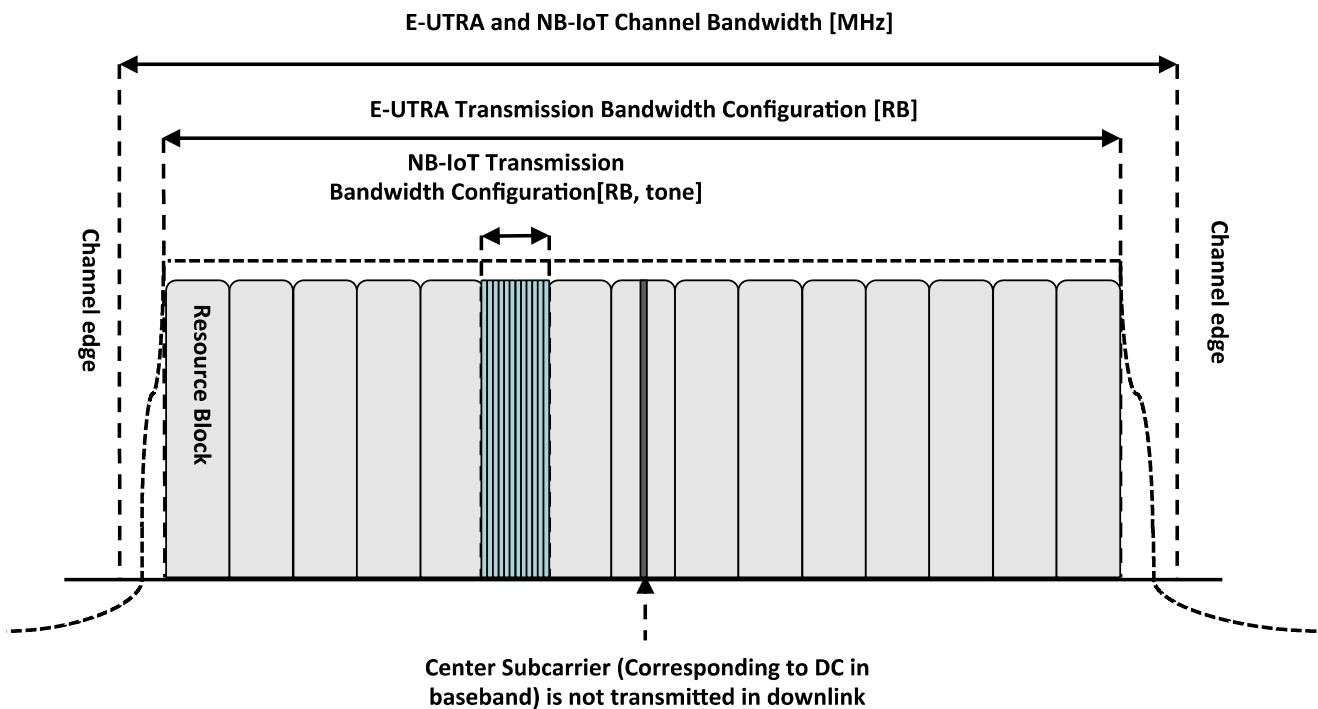 E-UTRA and NB-IoT Channel Bandwidth [MHz]
E-UTRA Transmission Bandwidth Configuration [RB]
NB-IoT Transmission
Bandwidth Configuration[RB, tone]
Channel edge
Channel edge
Resource Block
Center Subcarrier (Corresponding to DC in
baseband) is not transmitted in downlink